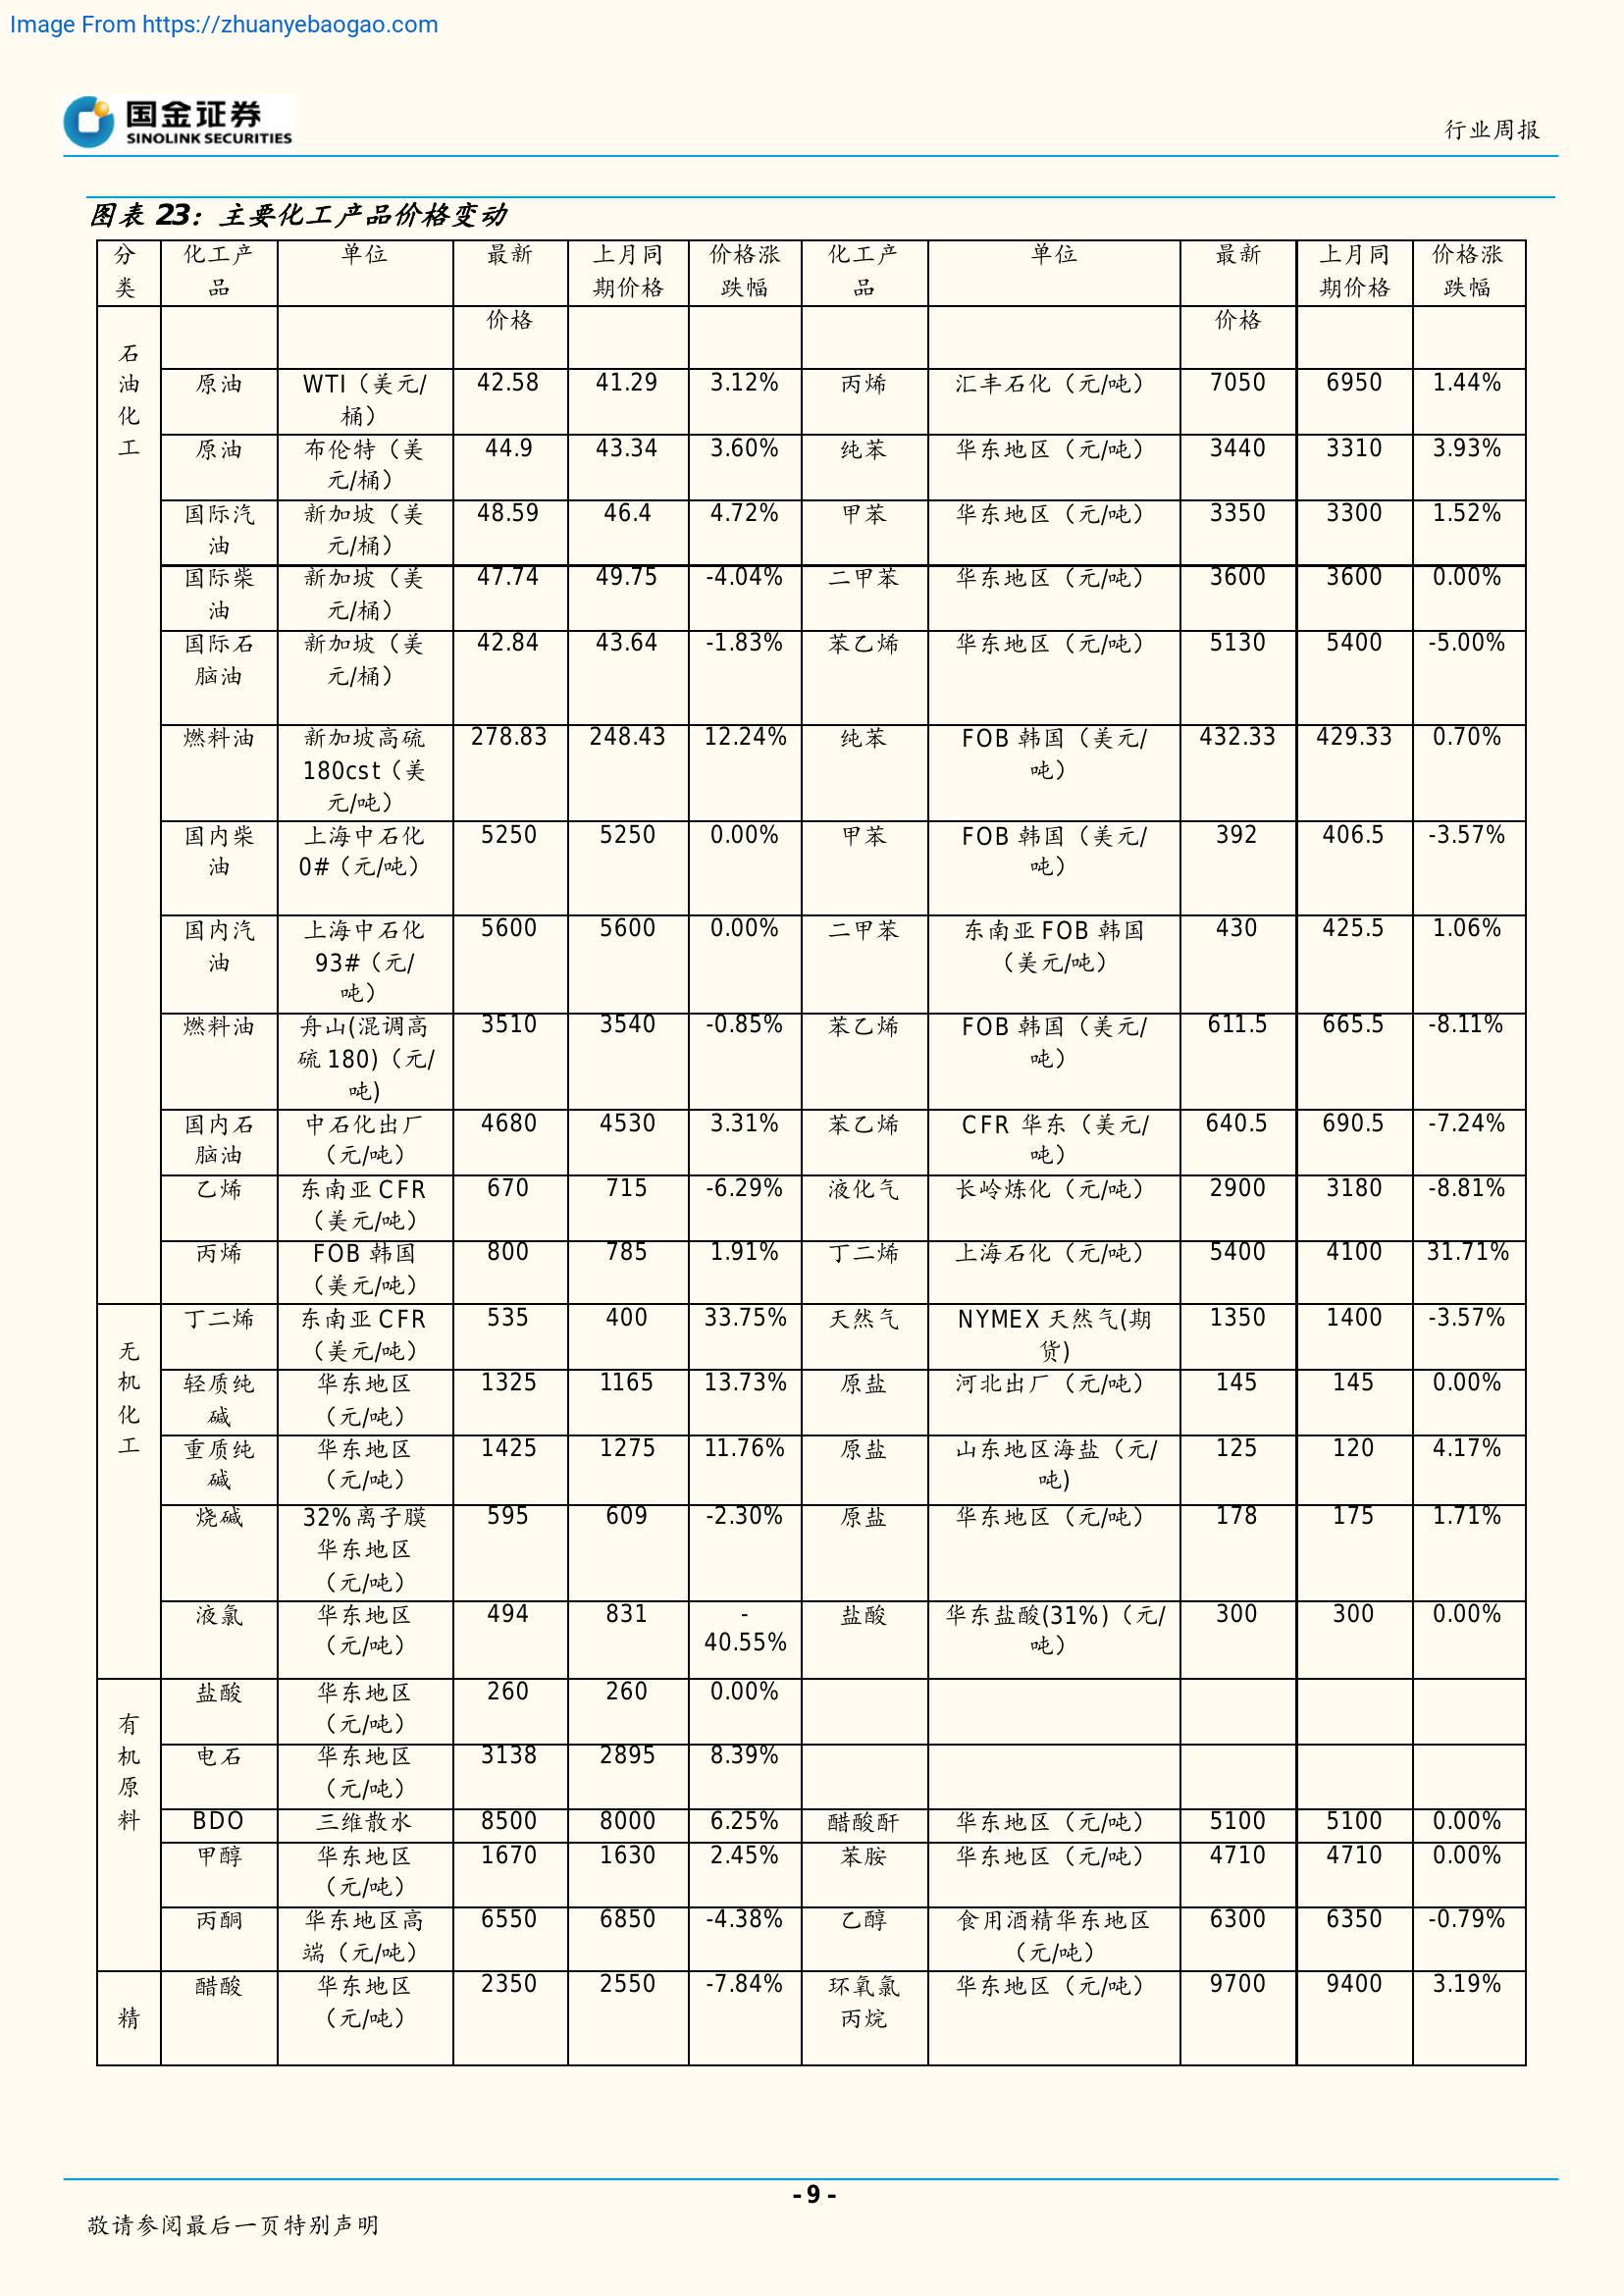 Image From https://zhuanyebaogao.com
国金证券
SINOLINK SECURITIES
行业周报
图表 23：主要化工产品价格变动
分类 化工产品 单位 最新 上月同期价格 价格涨跌幅 化工产品 单位 最新 上月同期价格 价格涨跌幅
石油化工 价格 价格
原油 WTI（美元/桶） 42.58 41.29 3.12% 丙烯 汇丰石化（元/吨） 7050 6950 1.44%
原油 布伦特（美元/桶） 44.9 43.34 3.60% 纯苯 华东地区（元/吨） 3440 3310 3.93%
国际汽油 新加坡（美元/桶） 48.59 46.4 4.72% 甲苯 华东地区（元/吨） 3350 3300 1.52%
国际柴油 新加坡（美元/桶） 47.74 49.75 -4.04% 二甲苯 华东地区（元/吨） 3600 3600 0.00%
国际石脑油 新加坡（美元/桶） 42.84 43.64 -1.83% 苯乙烯 华东地区（元/吨） 5130 5400 -5.00%
燃料油 新加坡高硫180cst（美元/吨） 278.83 248.43 12.24% 纯苯 FOB 韩国（美元/吨） 432.33 429.33 0.70%
国内柴油 上海中石化0#（元/吨） 5250 5250 0.00% 甲苯 FOB 韩国（美元/吨） 392 406.5 -3.57%
国内汽油 上海中石化93#（元/吨） 5600 5600 0.00% 二甲苯 东南亚 FOB 韩国（美元/吨） 430 425.5 1.06%
燃料油 舟山(混调高硫 180)（元/吨) 3510 3540 -0.85% 苯乙烯 FOB 韩国（美元/吨） 611.5 665.5 -8.11%
国内石脑油 中石化出厂（元/吨） 4680 4530 3.31% 苯乙烯 CFR 华东（美元/吨） 640.5 690.5 -7.24%
乙烯 东南亚 CFR（美元/吨） 670 715 -6.29% 液化气 长岭炼化（元/吨） 2900 3180 -8.81%
丙烯 FOB 韩国（美元/吨） 800 785 1.91% 丁二烯 上海石化（元/吨） 5400 4100 31.71%
无机化工 丁二烯 东南亚 CFR（美元/吨） 535 400 33.75% 天然气 NYMEX 天然气(期货) 1350 1400 -3.57%
轻质纯碱 华东地区（元/吨） 1325 1165 13.73% 原盐 河北出厂（元/吨） 145 145 0.00%
重质纯碱 华东地区（元/吨） 1425 1275 11.76% 原盐 山东地区海盐（元/吨) 125 120 4.17%
烧碱 32%离子膜华东地区（元/吨） 595 609 -2.30% 原盐 华东地区（元/吨） 178 175 1.71%
液氯 华东地区（元/吨） 494 831 -40.55% 盐酸 华东盐酸(31%)（元/吨） 300 300 0.00%
有机原料 盐酸 华东地区（元/吨） 260 260 0.00%
电石 华东地区（元/吨） 3138 2895 8.39%
BDO 三维散水 8500 8000 6.25% 醋酸酐 华东地区（元/吨） 5100 5100 0.00%
甲醇 华东地区（元/吨） 1670 1630 2.45% 苯胺 华东地区（元/吨） 4710 4710 0.00%
丙酮 华东地区高端（元/吨） 6550 6850 -4.38% 乙醇 食用酒精华东地区（元/吨） 6300 6350 -0.79%
精 醋酸 华东地区（元/吨） 2350 2550 -7.84% 环氧氯丙烷 华东地区（元/吨） 9700 9400 3.19%
- 9 -
敬请参阅最后一页特别声明